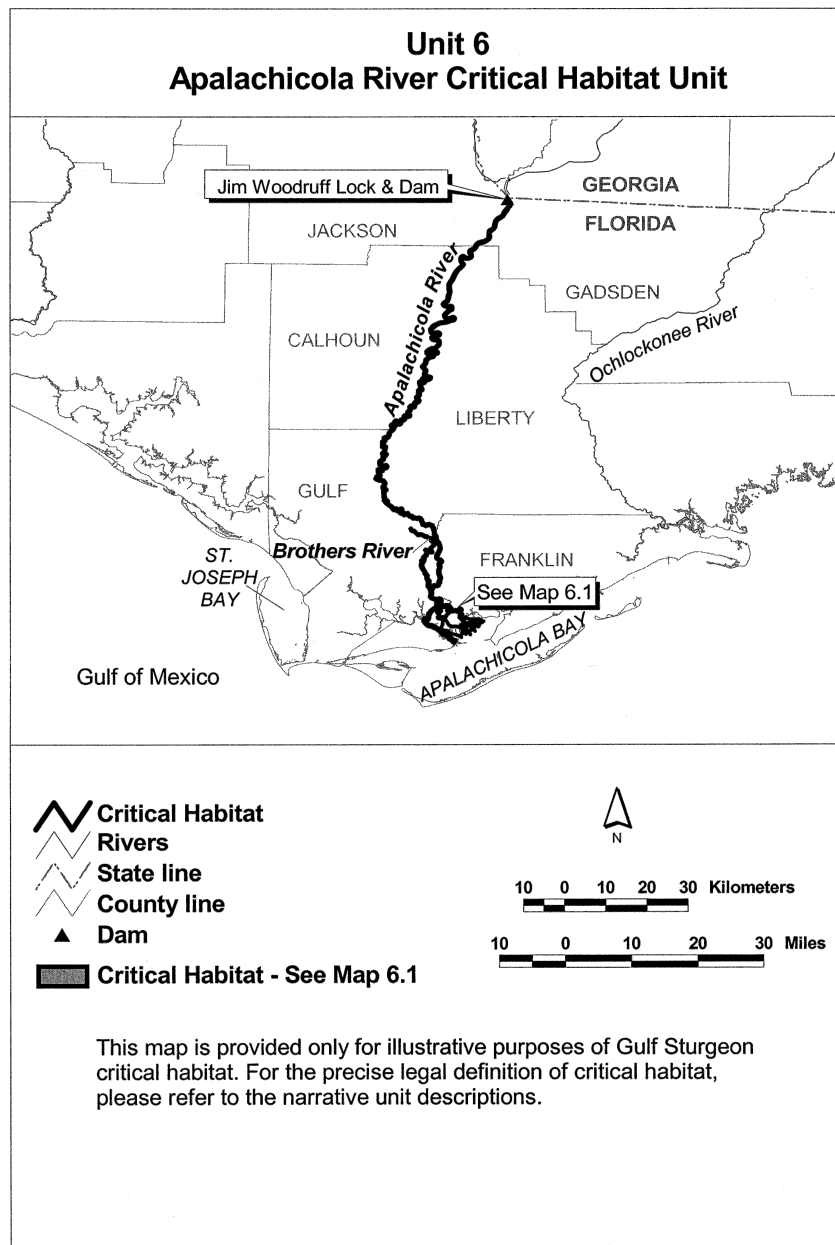 Unit 6
Apalachicola River Critical Habitat Unit
Jim Woodruff Lock & Dam
GEORGIA
FLORIDA
JACKSON
GADSDEN
Apalachicola River
CALHOUN
Ochlockonee River
LIBERTY
GULF
Brothers River
FRANKLIN
ST.
JOSEPH
BAY
See Map 6.1
APALACHICOLA BAY
Gulf of Mexico
Critical Habitat
Rivers
State line
County line
Dam
Critical Habitat - See Map 6.1
N
10 0 10 20 30 Kilometers
10 0 10 20 30 Miles
This map is provided only for illustrative purposes of Gulf Sturgeon
critical habitat. For the precise legal definition of critical habitat,
please refer to the narrative unit descriptions.